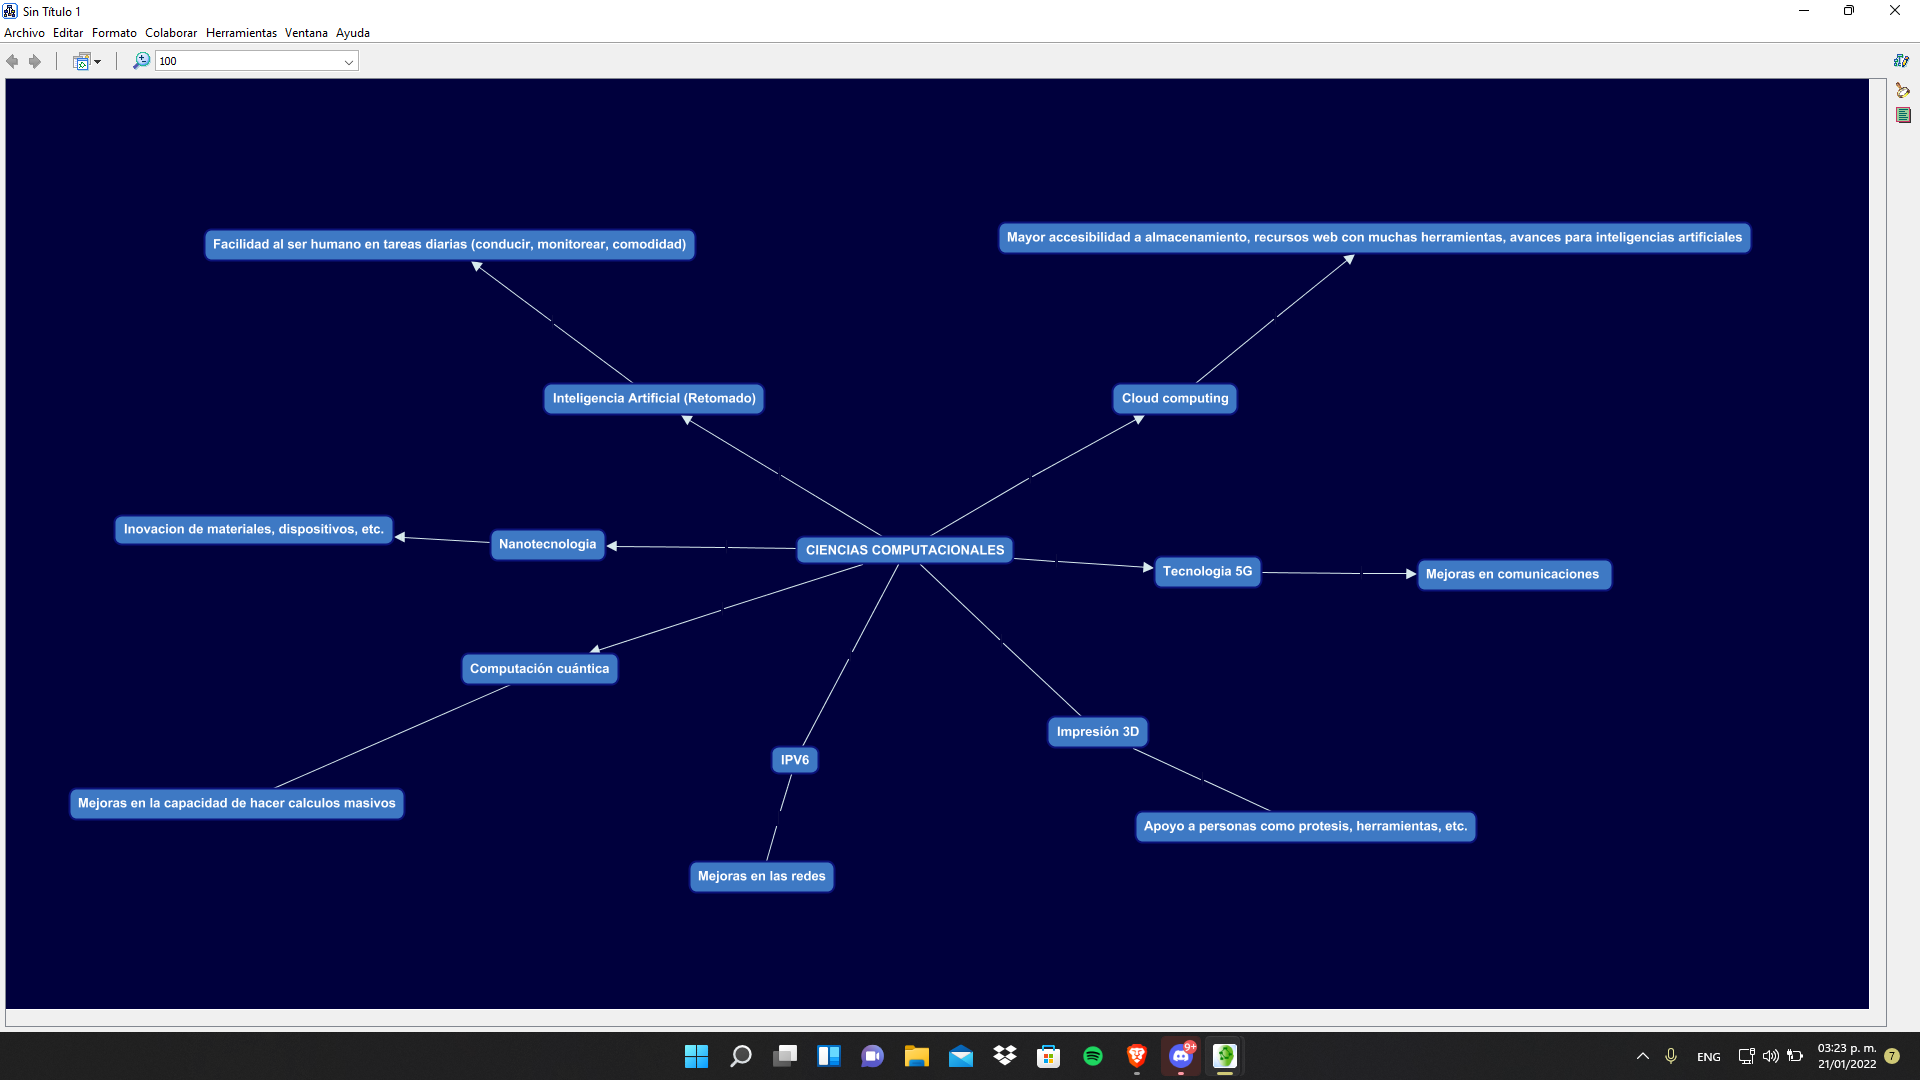 Sin Título 1
Archivo Editar Formato Colaborar Herramientas Ventana Ayuda
100
Facilidad al ser humano en tareas diarias (conducir, monitorear, comodidad)
Mayor accesibilidad a almacenamiento, recursos web con muchas herramientas, avances para inteligencias artificiales
Inteligencia Artificial (Retomado)
Cloud computing
Inovacion de materiales, dispositivos, etc.
Nanotecnologia
CIENCIAS COMPUTACIONALES
Tecnologia 5G
Mejoras en comunicaciones
Computación cuántica
Impresión 3D
IPV6
Mejoras en la capacidad de hacer calculos masivos
Apoyo a personas como protesis, herramientas, etc.
Mejoras en las redes
9+
ENG
03:23 p. m.
21/01/2022
7